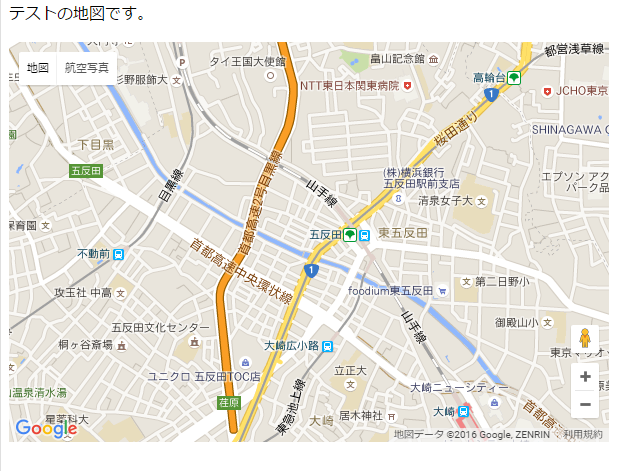 テストの地図です。
地図
航空写真
杉野服飾大
タイ王国大使館
畠山記念館
都営浅草線
NTT東日本関東病院
高輪台
JCHO東京
1
桜田通り
SHINAGAWA
下目黒
五反田
目黒線
首都高速2号目黒線
山手線
(株)横浜銀行
五反田駅前支店
エプソン アク
パーク品
清泉女子大
保育園
五反田
東五反田
不動前
首都高速中央環状線
1
第二日野小
攻玉社 中高
foodium東五反田
五反田文化センター
山手線
御殿山小
桐ヶ谷斎場
大崎広小路
東京マリオッ
ユニクロ 五反田TOC店
立正大
山温泉清水湯
荏原
東急池上線
大崎ニューシティー
大崎
居木神社
大崎
首都高
星薬科大
Google
地図データ ©2016 Google, ZENRIN
利用規約